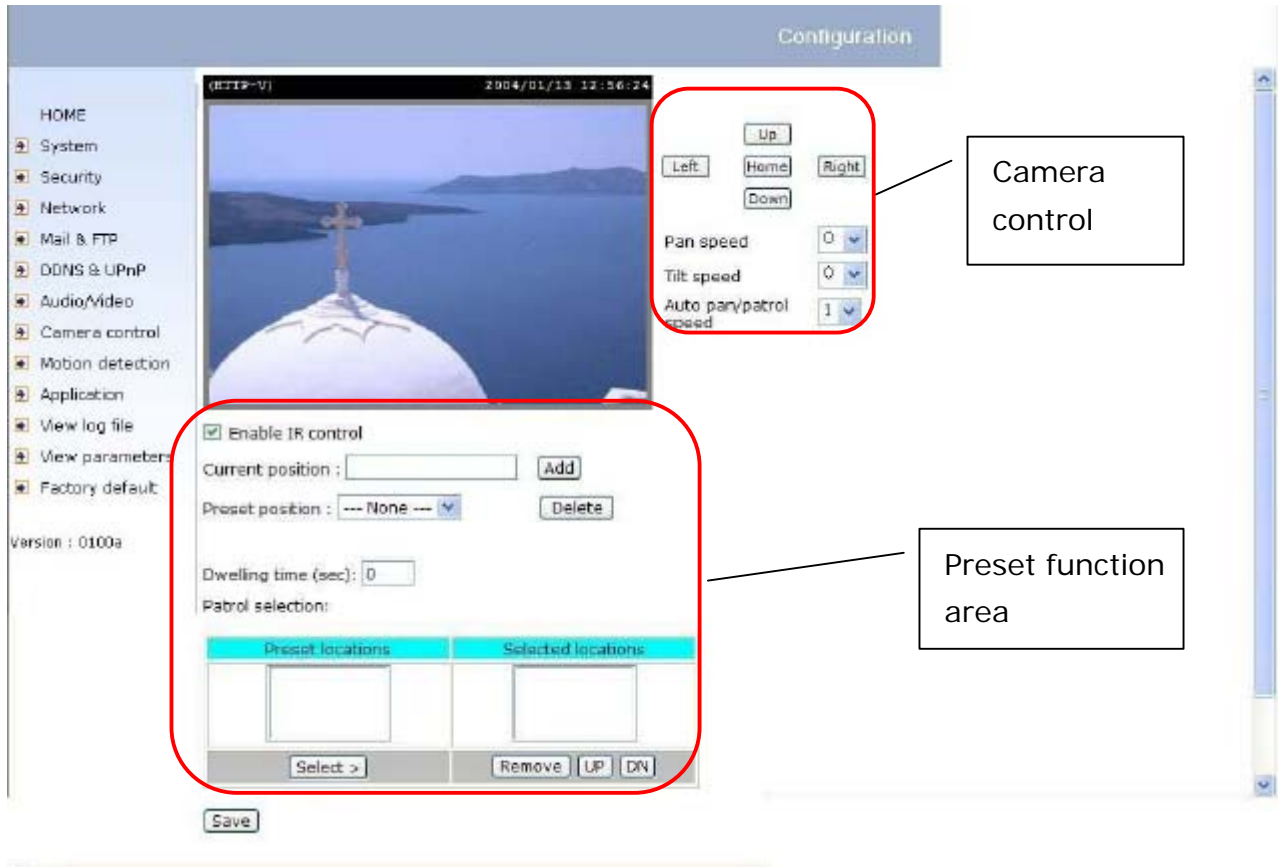 Configuration
(HTTP-V) 2004/01/13 12:56:24
HOME
System
Security
Network
Mail & FTP
DDNS & UPnP
Audio/Video
Camera control
Motion detection
Application
View log file
View parameters
Factory default
Version : 0100a
Up
Left Home Right
Down
Pan speed 0
Tilt speed 0
Auto pan/patrol speed 1
Camera
control
Enable IR control
Current position : Add
Preset position : --- None --- Delete
Dwelling time (sec): 0
Patrol selection:
Preset locations Selected locations
Select > Remove UP DN
Save
Preset function
area